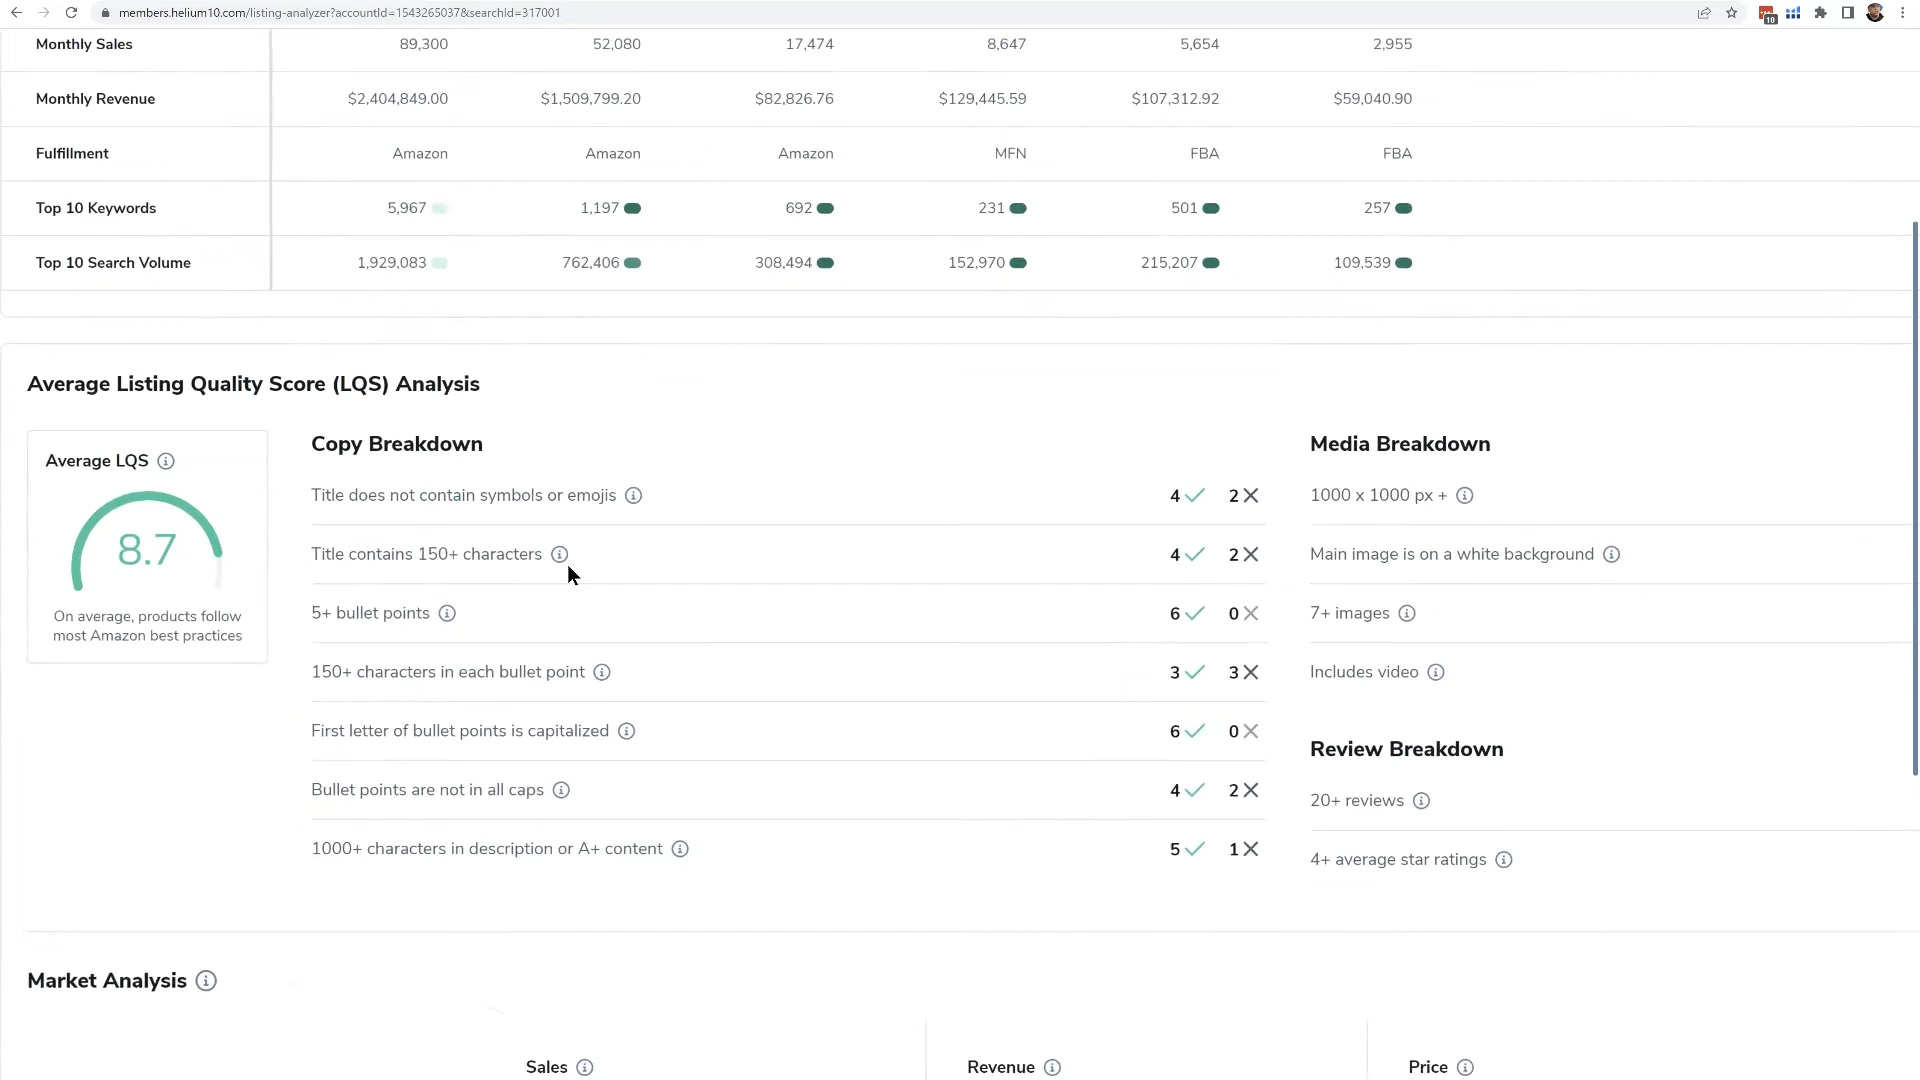 members.helium10.com/listing-analyzer?accountId=1543265037&searchId=317001
10
Monthly Sales 89,300 52,080 17,474 8,647 5,654 2,955
Monthly Revenue $2,404,849.00 $1,509,799.20 $82,826.76 $129,445.59 $107,312.92 $59,040.90
Fulfillment Amazon Amazon Amazon MFN FBA FBA
Top 10 Keywords 5,967 1,197 692 231 501 257
Top 10 Search Volume 1,929,083 762,406 308,494 152,970 215,207 109,539
Average Listing Quality Score (LQS) Analysis
Average LQS
8.7
On average, products follow
most Amazon best practices
Copy Breakdown
Title does not contain symbols or emojis 4 2
Title contains 150+ characters 4 2
5+ bullet points 6 0
150+ characters in each bullet point 3 3
First letter of bullet points is capitalized 6 0
Bullet points are not in all caps 4 2
1000+ characters in description or A+ content 5 1
Media Breakdown
1000 x 1000 px +
Main image is on a white background
7+ images
Includes video
Review Breakdown
20+ reviews
4+ average star ratings
Market Analysis
Sales Revenue Price